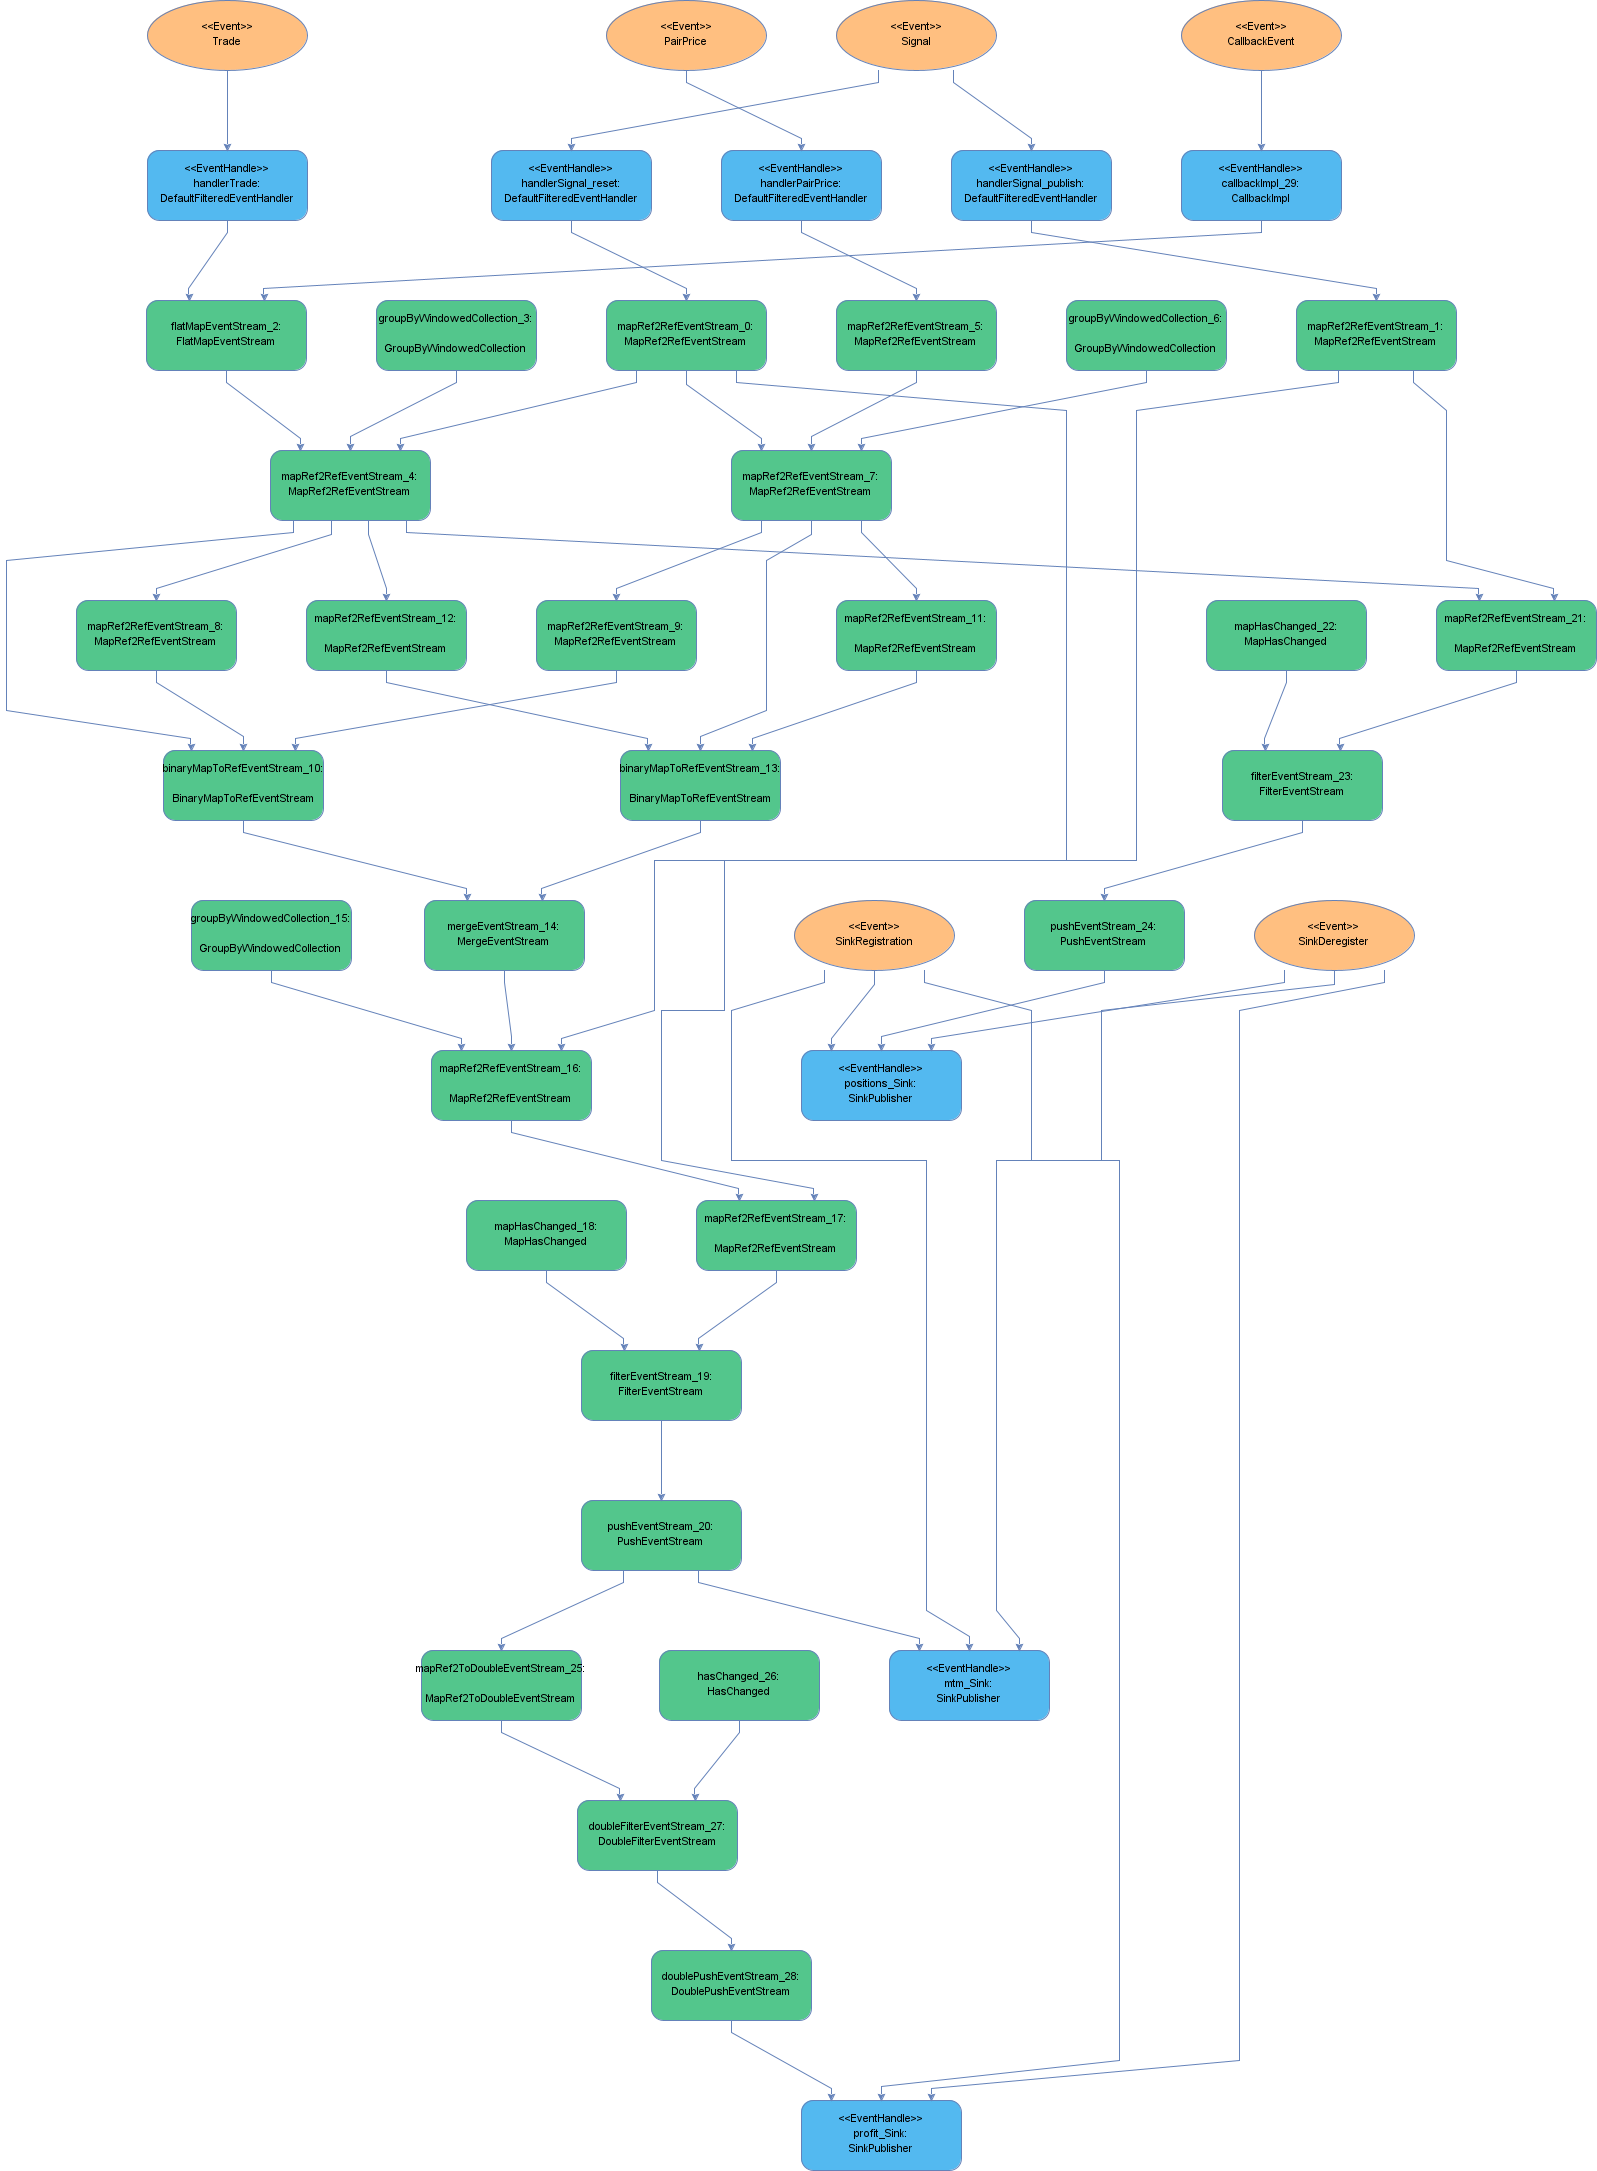 <<Event>>
Trade
<<Event>>
PairPrice
<<Event>>
Signal
<<Event>>
CallbackEvent
<<EventHandle>>
handlerTrade:
DefaultFilteredEventHandler
<<EventHandle>>
handlerSignal_reset:
DefaultFilteredEventHandler
<<EventHandle>>
handlerPairPrice:
DefaultFilteredEventHandler
<<EventHandle>>
handlerSignal_publish:
DefaultFilteredEventHandler
<<EventHandle>>
callbackImpl_29:
CallbackImpl
flatMapEventStream_2:
FlatMapEventStream
groupByWindowedCollection_3:
GroupByWindowedCollection
mapRef2RefEventStream_0:
MapRef2RefEventStream
mapRef2RefEventStream_5:
MapRef2RefEventStream
groupByWindowedCollection_6:
GroupByWindowedCollection
mapRef2RefEventStream_1:
MapRef2RefEventStream
mapRef2RefEventStream_4:
MapRef2RefEventStream
mapRef2RefEventStream_7:
MapRef2RefEventStream
mapRef2RefEventStream_8:
MapRef2RefEventStream
mapRef2RefEventStream_12:
MapRef2RefEventStream
mapRef2RefEventStream_9:
MapRef2RefEventStream
mapRef2RefEventStream_11:
MapRef2RefEventStream
mapHasChanged_22:
MapHasChanged
mapRef2RefEventStream_21:
MapRef2RefEventStream
binaryMapToRefEventStream_10:
BinaryMapToRefEventStream
binaryMapToRefEventStream_13:
BinaryMapToRefEventStream
filterEventStream_23:
FilterEventStream
groupByWindowedCollection_15:
GroupByWindowedCollection
mergeEventStream_14:
MergeEventStream
<<Event>>
SinkRegistration
pushEventStream_24:
PushEventStream
<<Event>>
SinkDeregister
mapRef2RefEventStream_16:
MapRef2RefEventStream
<<EventHandle>>
positions_Sink:
SinkPublisher
mapHasChanged_18:
MapHasChanged
mapRef2RefEventStream_17:
MapRef2RefEventStream
filterEventStream_19:
FilterEventStream
pushEventStream_20:
PushEventStream
mapRef2ToDoubleEventStream_25:
MapRef2ToDoubleEventStream
hasChanged_26:
HasChanged
<<EventHandle>>
mtm_Sink:
SinkPublisher
doubleFilterEventStream_27:
DoubleFilterEventStream
doublePushEventStream_28:
DoublePushEventStream
<<EventHandle>>
profit_Sink:
SinkPublisher